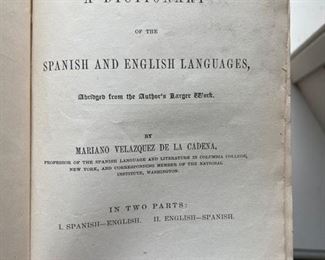 A DICTIONARY
OF THE
SPANISH AND ENGLISH LANGUAGES,
Abridged from the Author's Larger Work.
BY
MARIANO VELAZQUEZ DE LA CADENA,
PROFESSOR OF THE SPANISH LANGUAGE AND LITERATURE IN COLUMBIA COLLEGE,
NEW YORK, AND CORRESPONDING MEMBER OF THE NATIONAL
INSTITUTE, WASHINGTON.
IN TWO PARTS:
I. SPANISH—ENGLISH. II. ENGLISH—SPANISH.